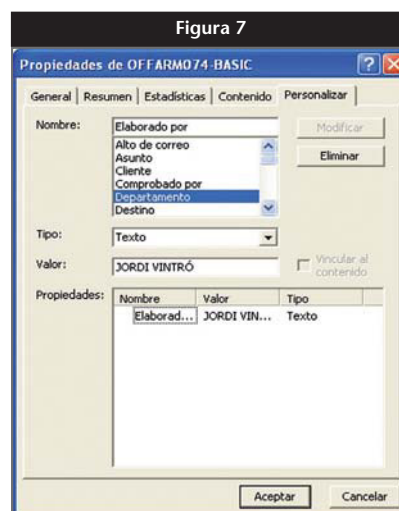 Figura 7
Propiedades de OFFARM074-BASIC
General Resumen Estadísticas Contenido Personalizar
Nombre: Elaborado por Modificar
Alto de correo
Asunto Eliminar
Cliente
Comprobado por
Departamento
Destino
Tipo: Texto
Valor: JORDI VINTRÓ Vincular al contenido
Propiedades: Nombre Valor Tipo
Elaborad... JORDI VIN... Texto
Aceptar Cancelar